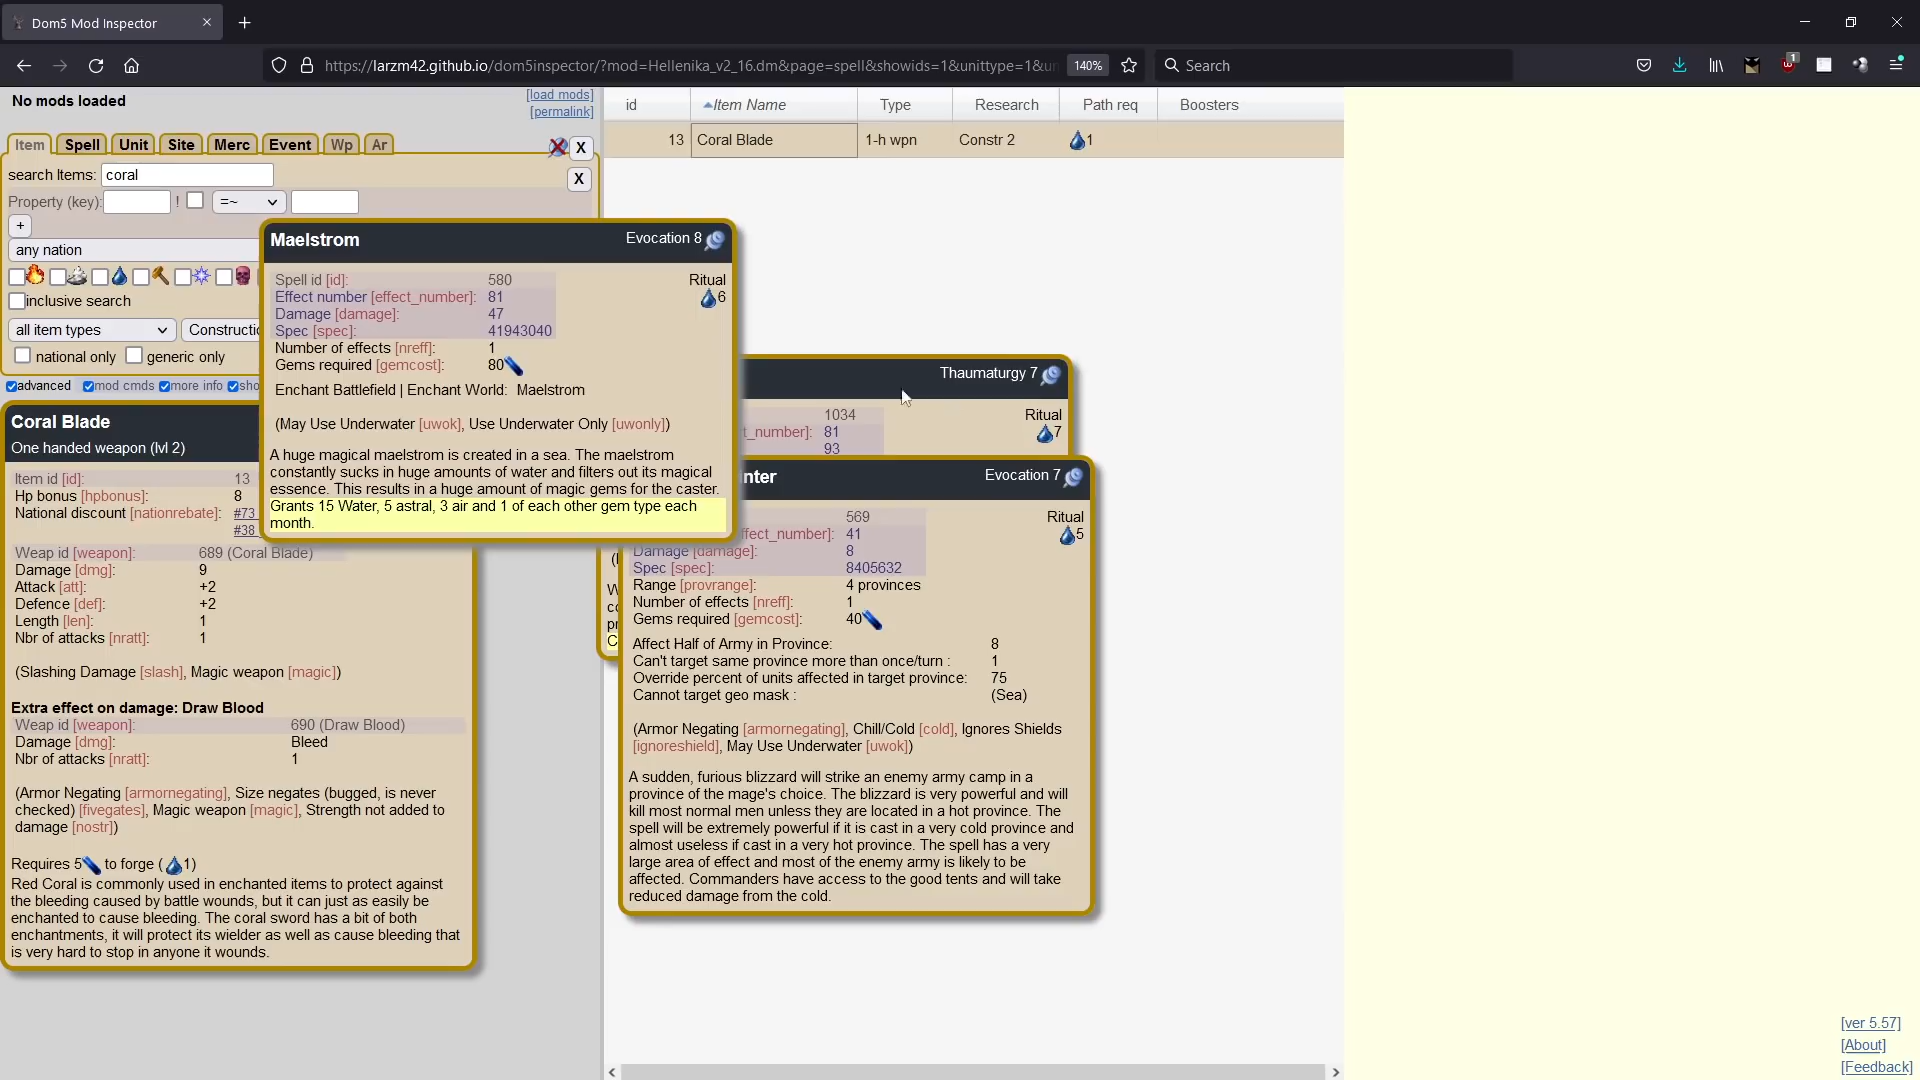 Dom5 Mod Inspector
https://larzm42.github.io/dom5inspector/?mod=Hellenika_v2_16.dm&page=spell&showids=1&unittype=1&un
140%
Search
1
No mods loaded
[load mods]
[permalink]
Item
Spell
Unit
Site
Merc
Event
Wp
Ar
X
search Items: coral
X
Property (key):
!
=~
+
any nation
inclusive search
all item types
Constructio
national only
generic only
advanced
mod cmds
more info
sho
id
Item Name
Type
Research
Path req
Boosters
13
Coral Blade
1-h wpn
Constr 2
1
Coral Blade
One handed weapon (lvl 2)
Item id [id]: 13
Hp bonus [hpbonus]: 8
National discount [nationrebate]: #73
#38
Weap id [weapon]: 689 (Coral Blade)
Damage [dmg]: 9
Attack [att]: +2
Defence [def]: +2
Length [len]: 1
Nbr of attacks [nratt]: 1
(Slashing Damage [slash], Magic weapon [magic])
Extra effect on damage: Draw Blood
Weap id [weapon]: 690 (Draw Blood)
Damage [dmg]: Bleed
Nbr of attacks [nratt]: 1
(Armor Negating [armornegating], Size negates (bugged, is never
checked) [fivegates], Magic weapon [magic], Strength not added to
damage [nostr])
Requires 5 to forge (1)
Red Coral is commonly used in enchanted items to protect against
the bleeding caused by battle wounds, but it can just as easily be
enchanted to cause bleeding. The coral sword has a bit of both
enchantments, it will protect its wielder as well as cause bleeding that
is very hard to stop in anyone it wounds.
Maelstrom
Evocation 8
Spell id [id]: 580
Ritual
Effect number [effect_number]: 81
6
Damage [damage]: 47
Spec [spec]: 41943040
Number of effects [nreff]: 1
Gems required [gemcost]: 80
Enchant Battlefield | Enchant World: Maelstrom
(May Use Underwater [uwok], Use Underwater Only [uwonly])
A huge magical maelstrom is created in a sea. The maelstrom
constantly sucks in huge amounts of water and filters out its magical
essence. This results in a huge amount of magic gems for the caster.
Grants 15 Water, 5 astral, 3 air and 1 of each other gem type each
month.
Thaumaturgy 7
1034
Ritual
ct_number]: 81
7
93
nter
Evocation 7
569
Ritual
ffect_number]: 41
5
Damage [damage]: 8
Spec [spec]: 8405632
Range [provrange]: 4 provinces
Number of effects [nreff]: 1
Gems required [gemcost]: 40
Affect Half of Army in Province: 8
Can't target same province more than once/turn : 1
Override percent of units affected in target province: 75
Cannot target geo mask : (Sea)
(Armor Negating [armornegating], Chill/Cold [cold], Ignores Shields
[ignoreshield], May Use Underwater [uwok])
A sudden, furious blizzard will strike an enemy army camp in a
province of the mage's choice. The blizzard is very powerful and will
kill most normal men unless they are located in a hot province. The
spell will be extremely powerful if it is cast in a very cold province and
almost useless if cast in a very hot province. The spell has a very
large area of effect and most of the enemy army is likely to be
affected. Commanders have access to the good tents and will take
reduced damage from the cold.
[ver 5.57]
[About]
[Feedback]